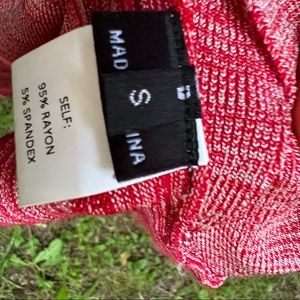 SELF:
95% RAYON
5% SPANDEX
S
MAD
INA